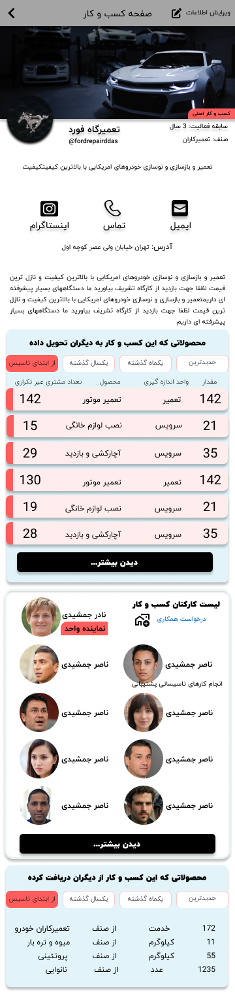 ویرایش اطلاعات
صفحه کسب و کار
کسب و کار اصلی
سابقه فعالیت: 3 سال
تعمیرگاه فورد
صنف: تعمیرکاران
@fordrepairddas
تعمیر و بازسازی و نوسازی خودروهای امریکایی با بالاترین کیفیتکیفیت
ایمیل
تماس
اینستاگرام
آدرس: تهران خیابان ولی عصر کوچه اول
تعمیر و بازسازی و نوسازی خودروهای امریکایی با بالاترین کیفیت و نازل ترین
قیمت لطفا جهت بازدید از کارگاه تشریف بیاورید ما دستگاههای بسیار پیشرفته
ای داریمتعمیر و بازسازی و نوسازی خودروهای امریکایی با بالاترین کیفیت و نازل
ترین قیمت لطفا جهت بازدید از کارگاه تشریف بیاورید ما دستگاههای بسیار
پیشرفته ای داریم
محصولاتی که این کسب و کار به دیگران تحویل داده
جدیدترین
یکماه گذشته
یکسال گذشته
از ابتدای تاسیس
مقدار واحد اندازه گیری محصول تعداد مشتری غیر تکراری
142 تعمیر تعمیر موتور 142
21 سرویس نصب لوازم خانگی 15
35 سرویس آچارکشی و بازدید 29
142 تعمیر تعمیر موتور 130
21 سرویس نصب لوازم خانگی 19
35 سرویس آچارکشی و بازدید 28
دیدن بیشتر...
لیست کارکنان کسب و کار
درخواست همکاری
نادر جمشیدی
نماینده واحد
ناصر جمشیدی
ناصر جمشیدی
انجام کارهای تاسیساتی پشتیبانی
ناصر جمشیدی
ناصر جمشیدی
ناصر جمشیدی
ناصر جمشیدی
ناصر جمشیدی
ناصر جمشیدی
دیدن بیشتر...
محصولاتی که این کسب و کار از دیگران دریافت کرده
جدیدترین
یکماه گذشته
یکسال گذشته
از ابتدای تاسیس
172 خدمت از صنف تعمیرکاران خودرو
11 کیلوگرم از صنف میوه و تره بار
55 کیلوگرم از صنف پروتئینی
1235 عدد از صنف نانوایی